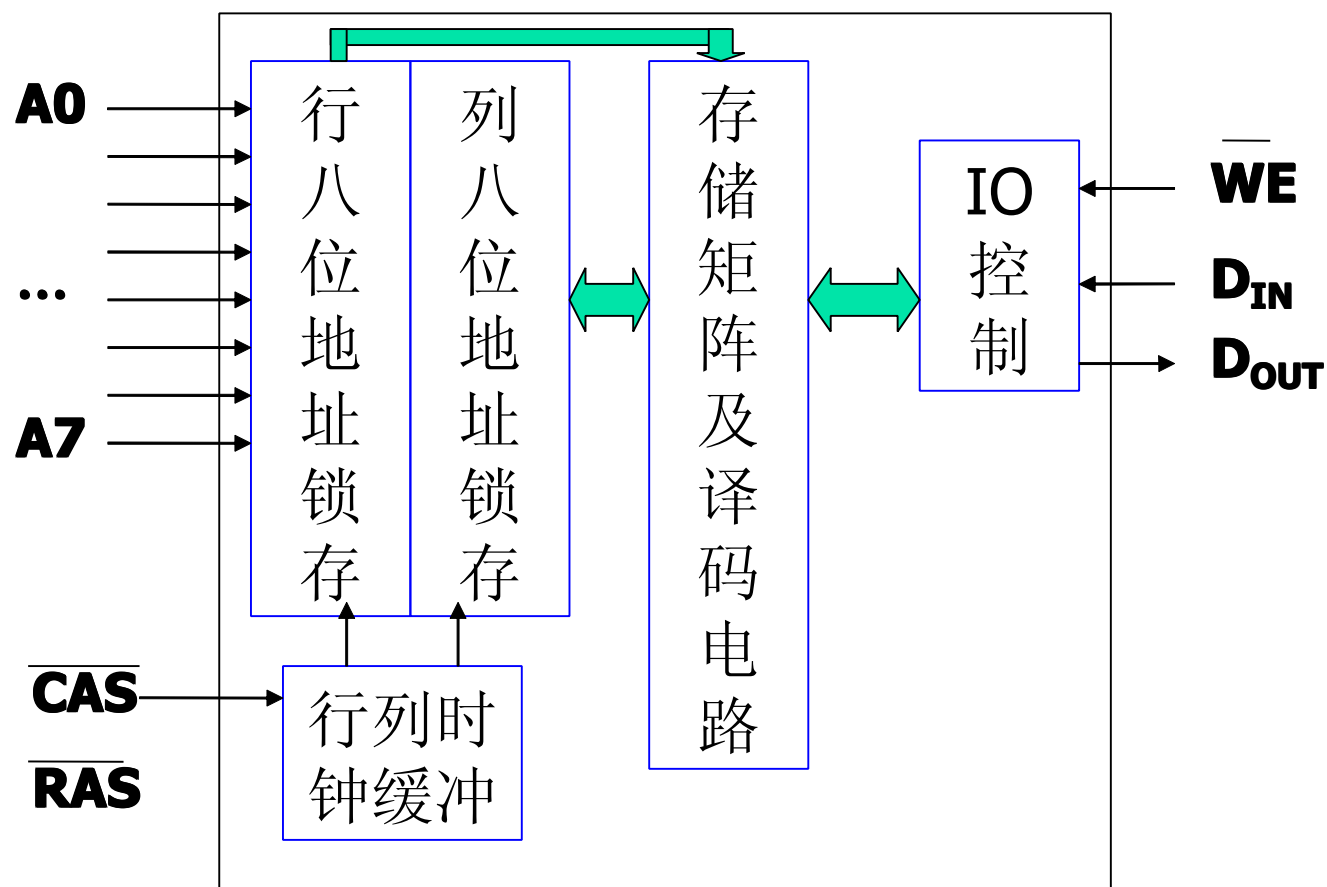 A0
...
A7
CAS
RAS
行八位地址锁存
列八位地址锁存
行列时
钟缓冲
存储矩阵及译码电路
IO
控
制
WE
DIN
DOUT